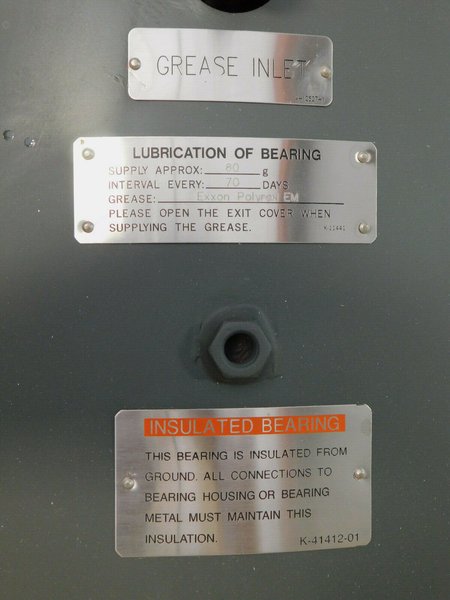 GREASE INLET
LUBRICATION OF BEARING
SUPPLY APPROX: 80 g
INTERVAL EVERY: 70 DAYS
GREASE: Exxon Polyrex EM
PLEASE OPEN THE EXIT COVER WHEN
SUPPLYING THE GREASE.
INSULATED BEARING
THIS BEARING IS INSULATED FROM
GROUND. ALL CONNECTIONS TO
BEARING HOUSING OR BEARING
METAL MUST MAINTAIN THIS
INSULATION.
K-41412-01